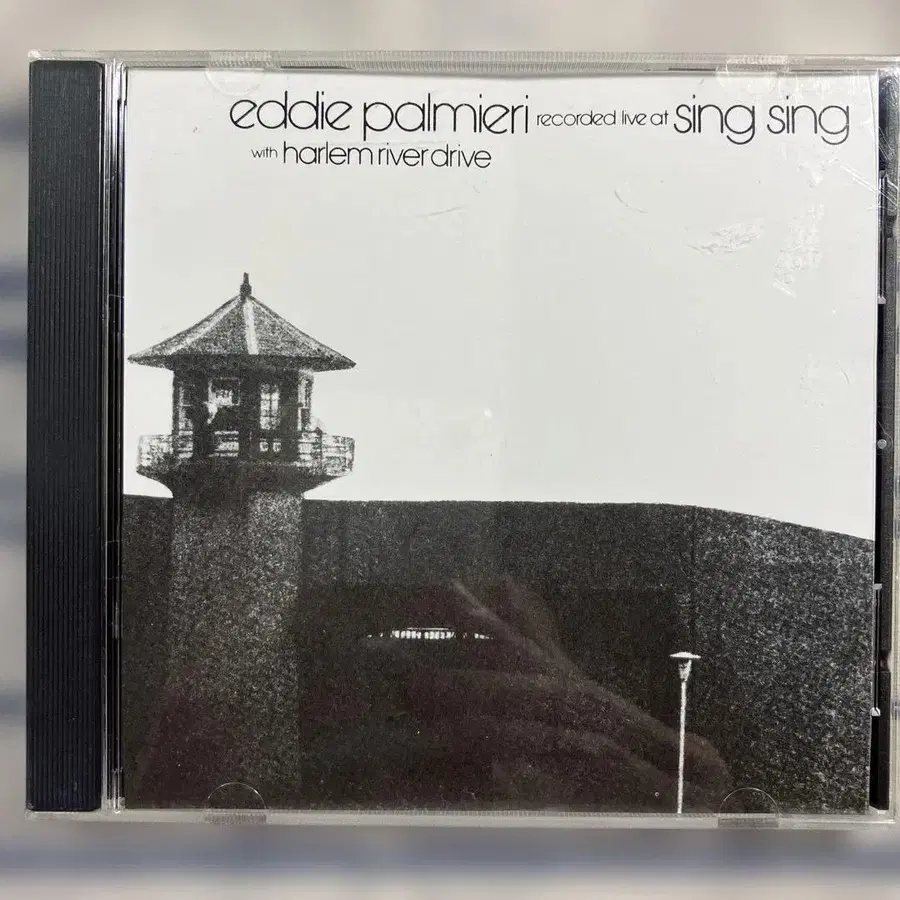 eddie palmieri recorded live at sing sing
with harlem river drive